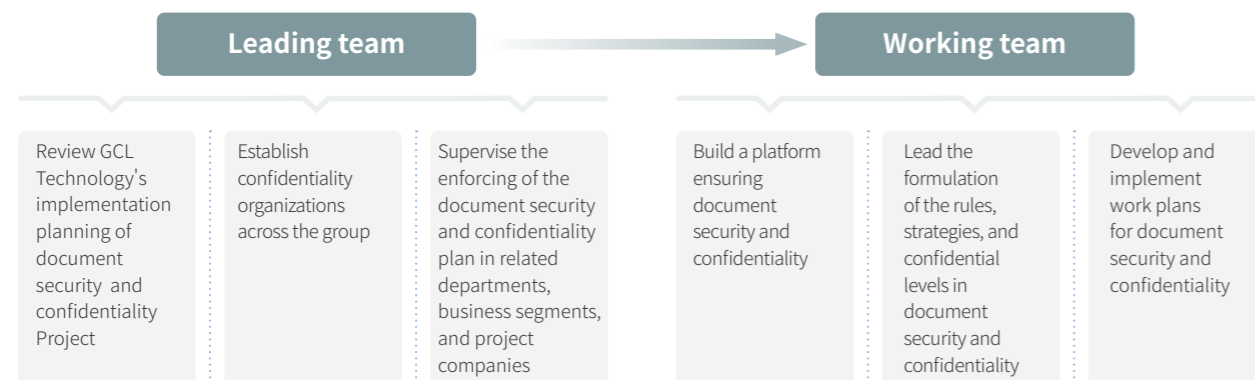 Leading team
Working team
Review GCL
Technology's
implementation
planning of
document
security and
confidentiality
Project
Establish
confidentiality
organizations
across the group
Supervise the
enforcing of the
document security
and confidentiality
plan in related
departments,
business segments,
and project
companies
Build a platform
ensuring
document
security and
confidentiality
Lead the
formulation
of the rules,
strategies, and
confidential
levels in
document
security and
confidentiality
Develop and
implement
work plans
for document
security and
confidentiality